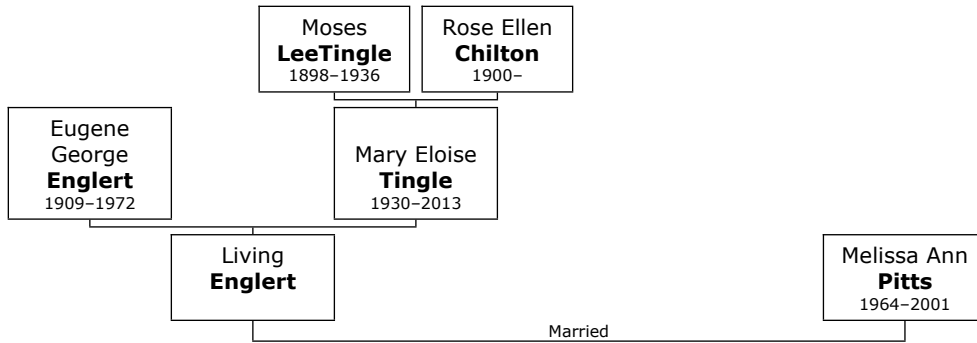 Moses
LeeTingle
1898–1936
Rose Ellen
Chilton
1900–
Eugene
George
Englert
1909–1972
Mary Eloise
Tingle
1930–2013
Living
Englert
Melissa Ann
Pitts
1964–2001
Married